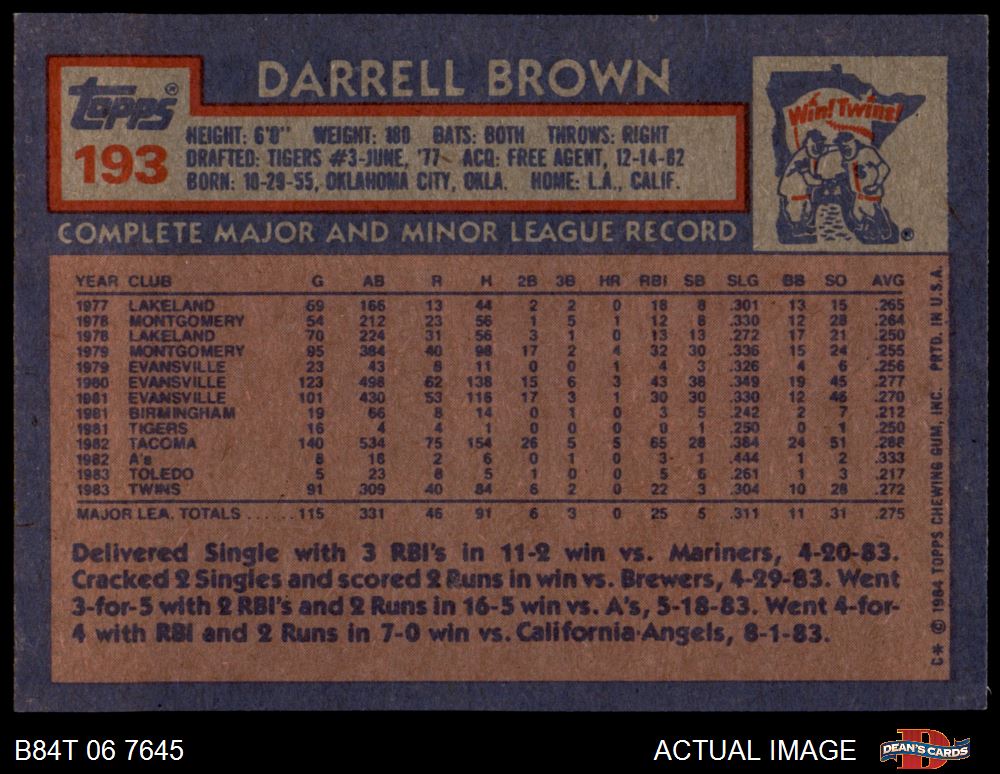 DARRELL BROWN
Topps®
193
HEIGHT: 6'0" WEIGHT: 180 BATS: BOTH THROWS: RIGHT
DRAFTED: TIGERS #3-JUNE, '77 ACQ: FREE AGENT, 12-14-82
BORN: 10-29-55, OKLAHOMA CITY, OKLA. HOME: L.A., CALIF.
Win! Twins!
®
COMPLETE MAJOR AND MINOR LEAGUE RECORD
YEAR CLUB G AB R H 2B 3B HR RBI SB SLG BB SO AVG
1977 LAKELAND 69 166 13 44 2 2 0 18 8 .301 13 15 .265
1978 MONTGOMERY 54 212 23 56 1 5 1 12 8 .330 12 28 .264
1978 LAKELAND 70 224 31 56 3 1 0 13 13 .272 17 21 .250
1979 MONTGOMERY 95 384 40 98 17 2 4 32 30 .336 15 24 .255
1979 EVANSVILLE 23 43 8 11 0 0 1 4 3 .326 4 6 .256
1980 EVANSVILLE 123 498 62 138 15 6 3 43 38 .349 19 45 .277
1981 EVANSVILLE 101 430 53 116 17 3 1 30 30 .330 12 46 .270
1981 BIRMINGHAM 19 66 8 14 0 1 0 3 5 .242 2 7 .212
1981 TIGERS 16 4 4 1 0 0 0 0 1 .250 0 1 .250
1982 TACOMA 140 534 75 154 26 5 5 65 28 .384 24 51 .288
1982 A's 8 18 2 6 0 1 0 3 1 .444 1 2 .333
1983 TOLEDO 5 23 8 5 1 0 0 5 6 .261 1 3 .217
1983 TWINS 91 309 40 84 6 2 0 22 3 .304 10 28 .272
MAJOR LEA. TOTALS ......115 331 46 91 6 3 0 25 5 .311 11 31 .275
Delivered Single with 3 RBI's in 11-2 win vs. Mariners, 4-20-83.
Cracked 2 Singles and scored 2 Runs in win vs. Brewers, 4-29-83. Went
3-for-5 with 2 RBI's and 2 Runs in 16-5 win vs. A's, 5-18-83. Went 4-for-
4 with RBI and 2 Runs in 7-0 win vs. California Angels, 8-1-83.
C* © 1984 TOPPS CHEWING GUM, INC. PRTD. IN U.S.A.
B84T 06 7645
ACTUAL IMAGE
DEAN'S CARDS